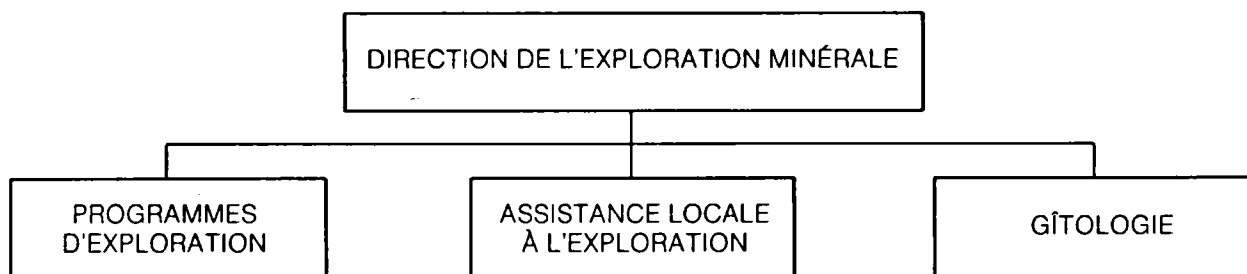 DIRECTION DE L'EXPLORATION MINÉRALE
PROGRAMMES
D'EXPLORATION
ASSISTANCE LOCALE
À L'EXPLORATION
GÎTOLOGIE